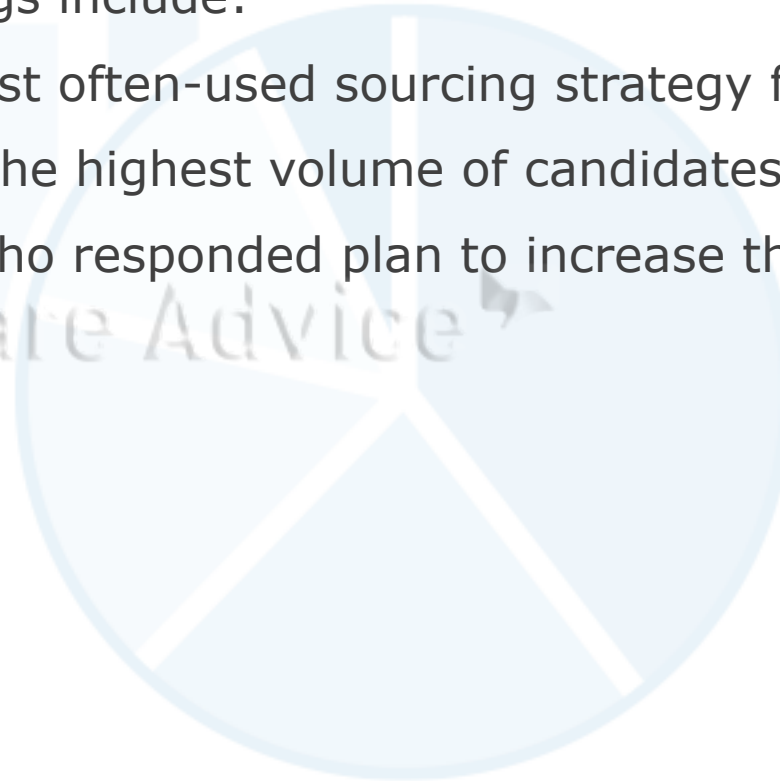 gs include:
st often-used sourcing strategy f
he highest volume of candidates
ho responded plan to increase th
are Advice